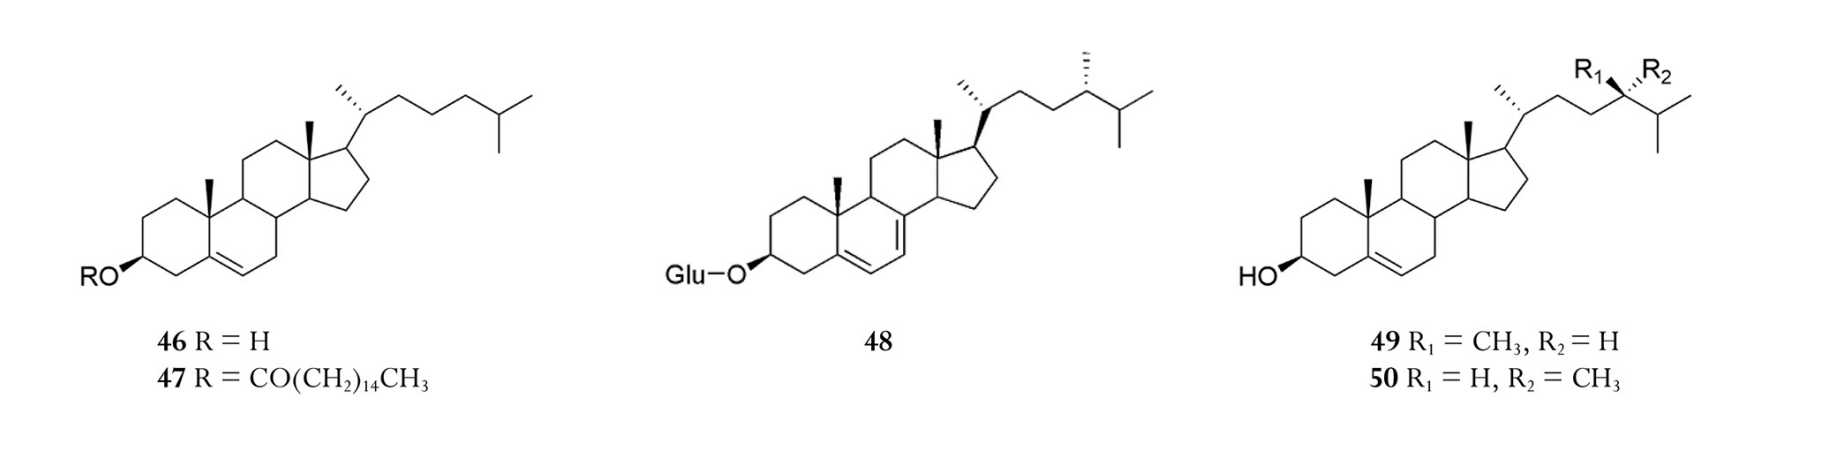 R₁ R₂
RO
Glu–O
HO
46 R = H
48
49 R₁ = CH₃, R₂ = H
47 R = CO(CH₂)₁₄CH₃
50 R₁ = H, R₂ = CH₃